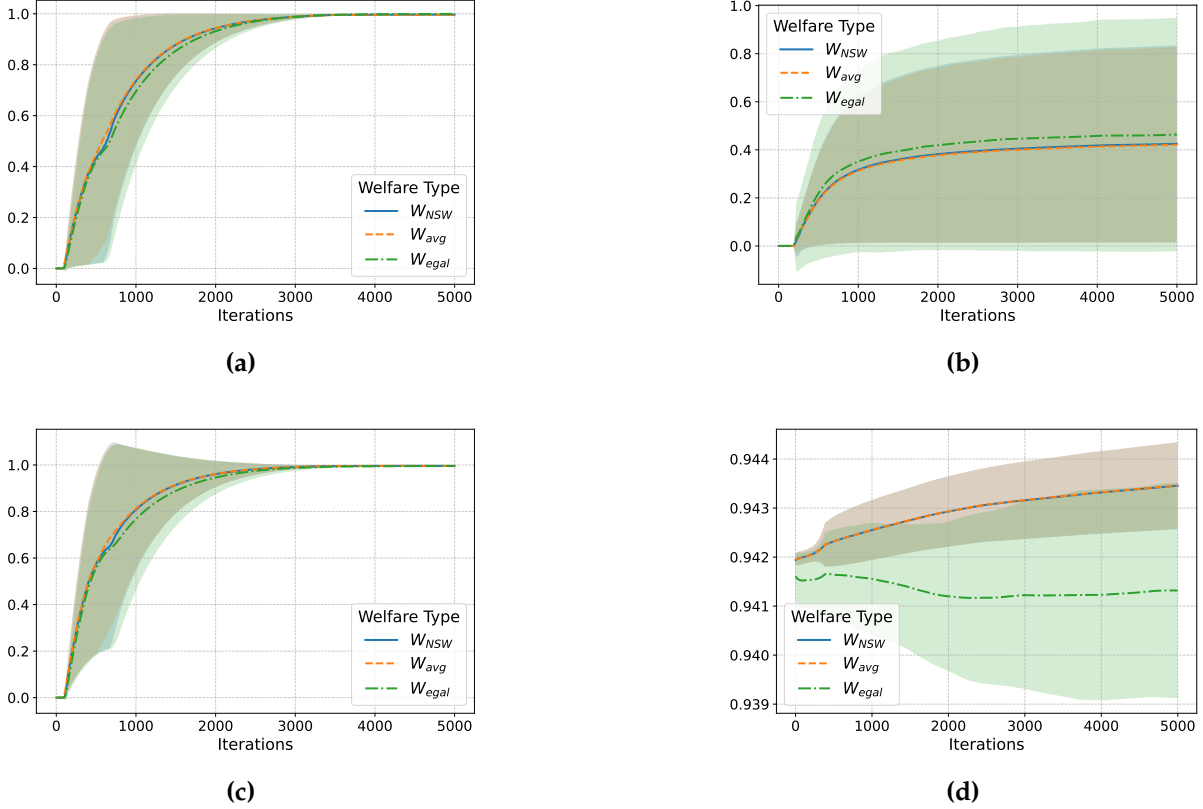 1.0
0.8
0.6
0.4
0.2
0.0
Welfare Type
W_NSW
W_avg
W_egal
0 1000 2000 3000 4000 5000
Iterations
(a)
1.0
0.8
0.6
0.4
0.2
0.0
Welfare Type
W_NSW
W_avg
W_egal
0 1000 2000 3000 4000 5000
Iterations
(b)
1.0
0.8
0.6
0.4
0.2
0.0
Welfare Type
W_NSW
W_avg
W_egal
0 1000 2000 3000 4000 5000
Iterations
(c)
0.944
0.943
0.942
0.941
0.940
0.939
Welfare Type
W_NSW
W_avg
W_egal
0 1000 2000 3000 4000 5000
Iterations
(d)